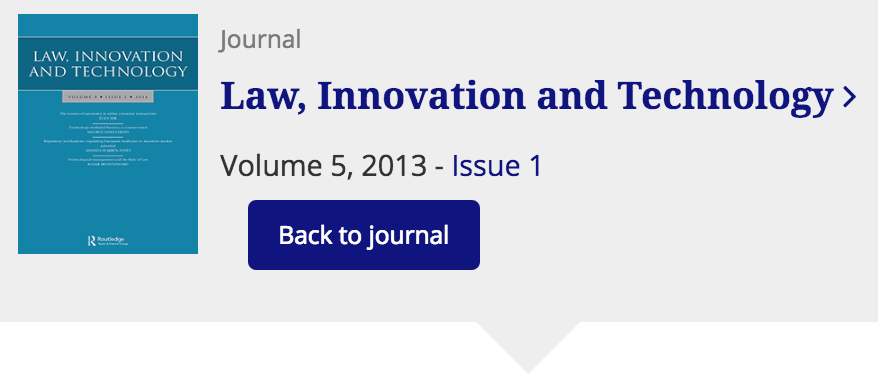 LAW, INNOVATION
AND TECHNOLOGY
Routledge
Journal
Law, Innovation and Technology
Volume 5, 2013 - Issue 1
Back to journal